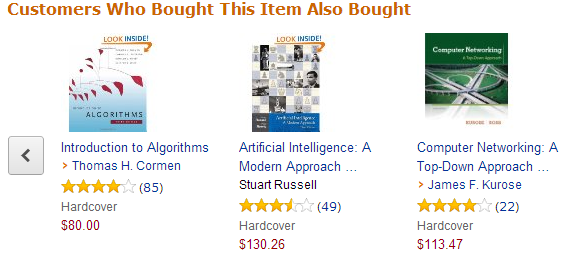 Customers Who Bought This Item Also Bought
LOOK INSIDE!
ALGORITHMS
Introduction to Algorithms
› Thomas H. Cormen
(85)
Hardcover
$80.00
LOOK INSIDE!
Artificial Intelligence
A Modern Approach
Artificial Intelligence: A
Modern Approach ...
Stuart Russell
(49)
Hardcover
$130.26
Computer Networking
A Top-Down Approach
KUROSE ROSS
Computer Networking: A
Top-Down Approach ...
› James F. Kurose
(22)
Hardcover
$113.47